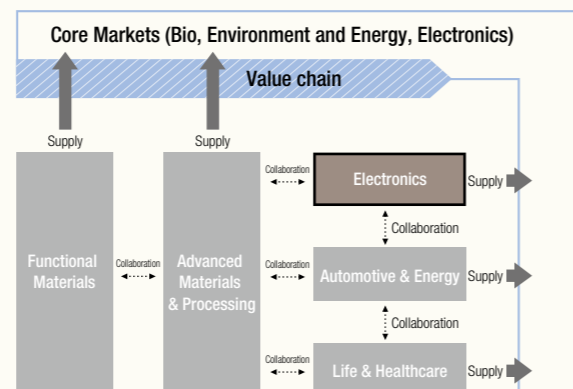 Core Markets (Bio, Environment and Energy, Electronics)
Value chain
Supply
Supply
Collaboration
Electronics
Supply
Collaboration
Functional
Materials
Collaboration
Advanced
Materials
& Processing
Collaboration
Automotive & Energy
Supply
Collaboration
Collaboration
Life & Healthcare
Supply